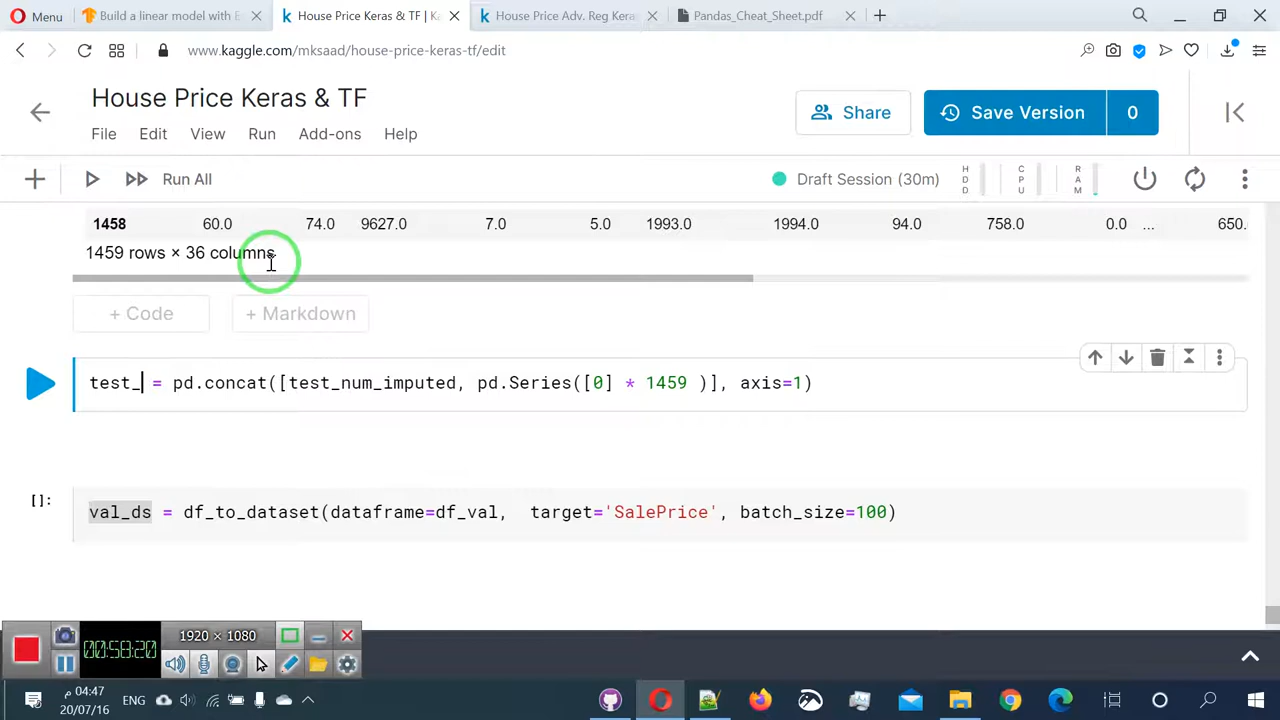 Menu
Build a linear model with E
House Price Keras & TF | K
House Price Adv. Reg Kera
Pandas_Cheat_Sheet.pdf
www.kaggle.com/mksaad/house-price-keras-tf/edit
House Price Keras & TF
Share
Save Version
0
File Edit View Run Add-ons Help
Run All
Draft Session (30m)
HDD
CPU
RAM
1458 60.0 74.0 9627.0 7.0 5.0 1993.0 1994.0 94.0 758.0 0.0 ... 650.
1459 rows × 36 columns
+ Code
+ Markdown
test_ = pd.concat([test_num_imputed, pd.Series([0] * 1459 )], axis=1)
[]:
val_ds = df_to_dataset(dataframe=df_val,  target='SalePrice', batch_size=100)
1920 × 1080
00:58:20
ENG
04:47 م
20/07/16